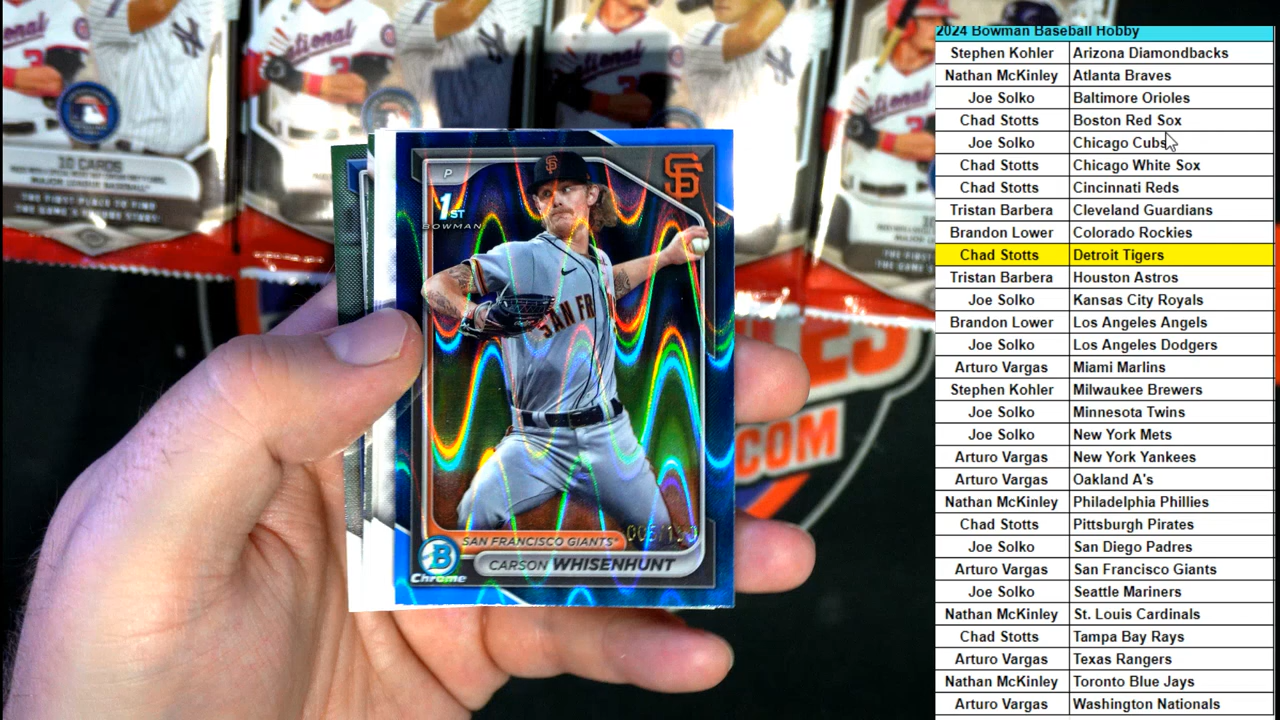 2024 Bowman Baseball Hobby
Stephen Kohler Arizona Diamondbacks
Nathan McKinley Atlanta Braves
Joe Solko Baltimore Orioles
Chad Stotts Boston Red Sox
Joe Solko Chicago Cubs
Chad Stotts Chicago White Sox
Chad Stotts Cincinnati Reds
Tristan Barbera Cleveland Guardians
Brandon Lower Colorado Rockies
Chad Stotts Detroit Tigers
Tristan Barbera Houston Astros
Joe Solko Kansas City Royals
Brandon Lower Los Angeles Angels
Joe Solko Los Angeles Dodgers
Arturo Vargas Miami Marlins
Stephen Kohler Milwaukee Brewers
Joe Solko Minnesota Twins
Joe Solko New York Mets
Arturo Vargas New York Yankees
Arturo Vargas Oakland A's
Nathan McKinley Philadelphia Phillies
Chad Stotts Pittsburgh Pirates
Joe Solko San Diego Padres
Arturo Vargas San Francisco Giants
Joe Solko Seattle Mariners
Nathan McKinley St. Louis Cardinals
Chad Stotts Tampa Bay Rays
Arturo Vargas Texas Rangers
Nathan McKinley Toronto Blue Jays
Arturo Vargas Washington Nationals
10 CARDS
MAJOR LEAGUE BASEBALL
P
SF
1ST
BOWMAN
SAN FR
SAN FRANCISCO GIANTS
CARSON WHISENHUNT
B
Chrome
.COM